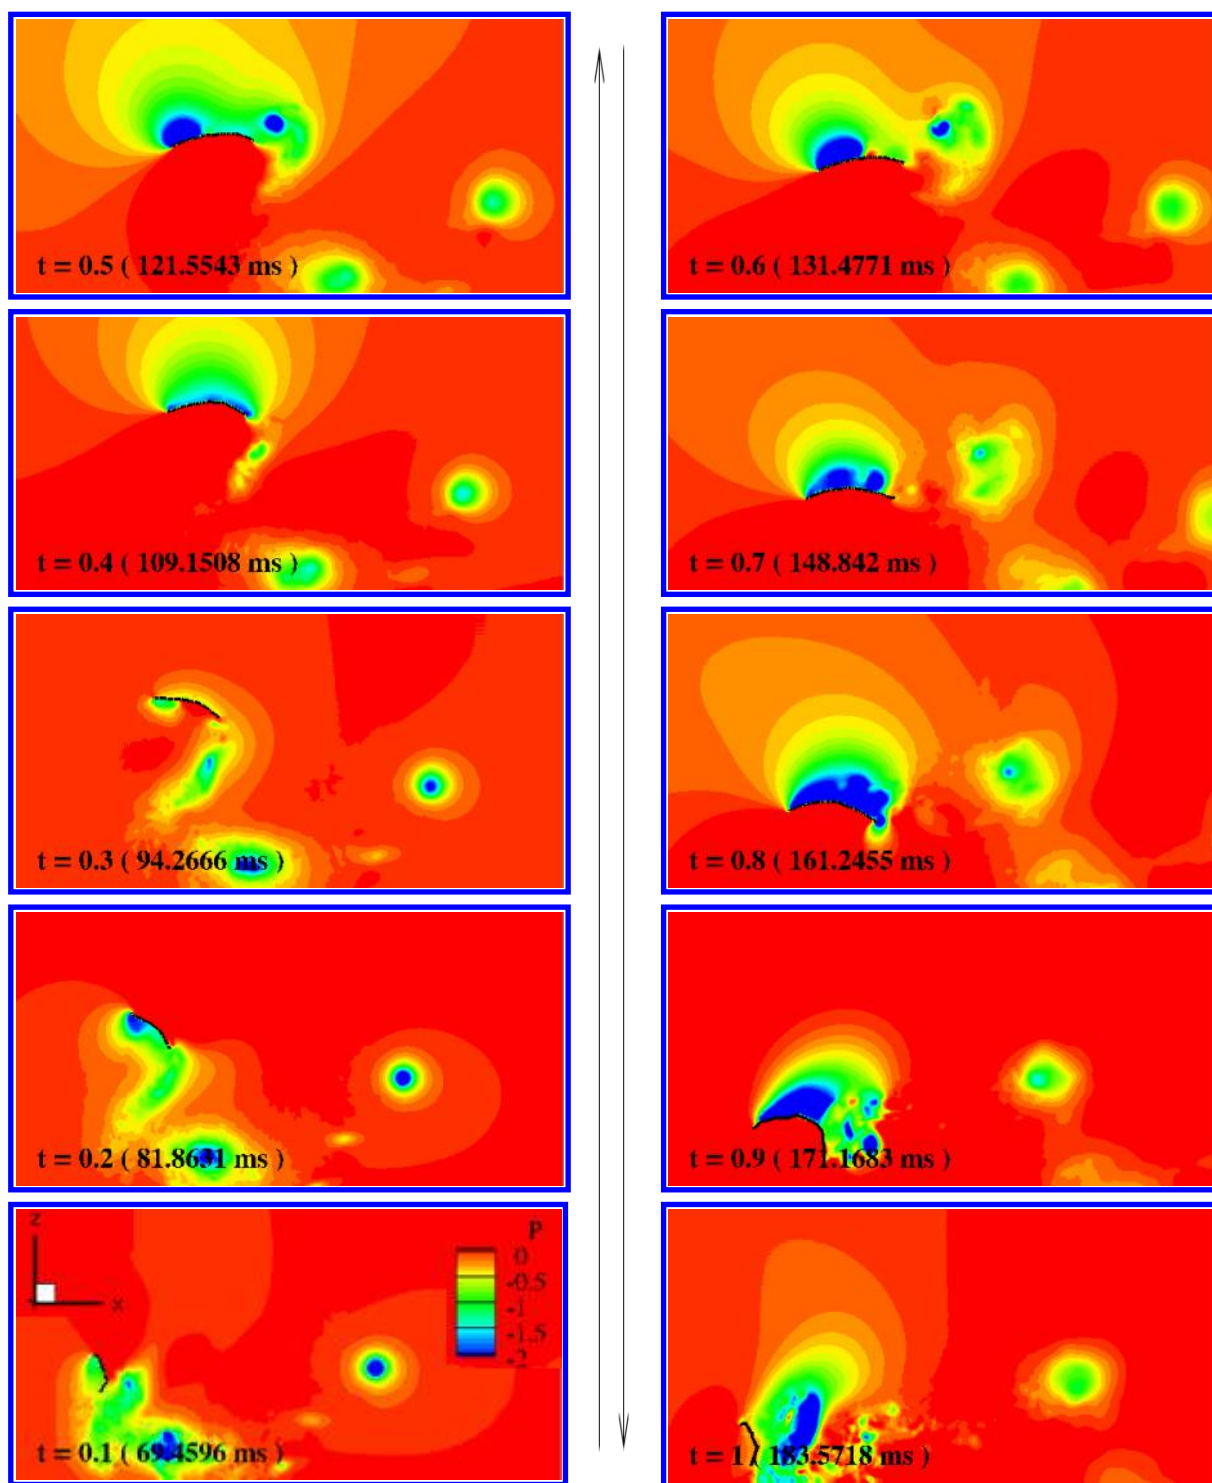 t = 0.5 ( 121.5543 ms )
t = 0.6 ( 131.4771 ms )
t = 0.4 ( 109.1508 ms )
t = 0.7 ( 148.842 ms )
t = 0.3 ( 94.2666 ms )
t = 0.8 ( 161.2455 ms )
t = 0.2 ( 81.8631 ms )
t = 0.9 ( 171.1683 ms )
z
x
P
0
-0.5
-1
-1.5
-2
t = 0.1 ( 69.4596 ms )
t = 1 ( 183.5718 ms )